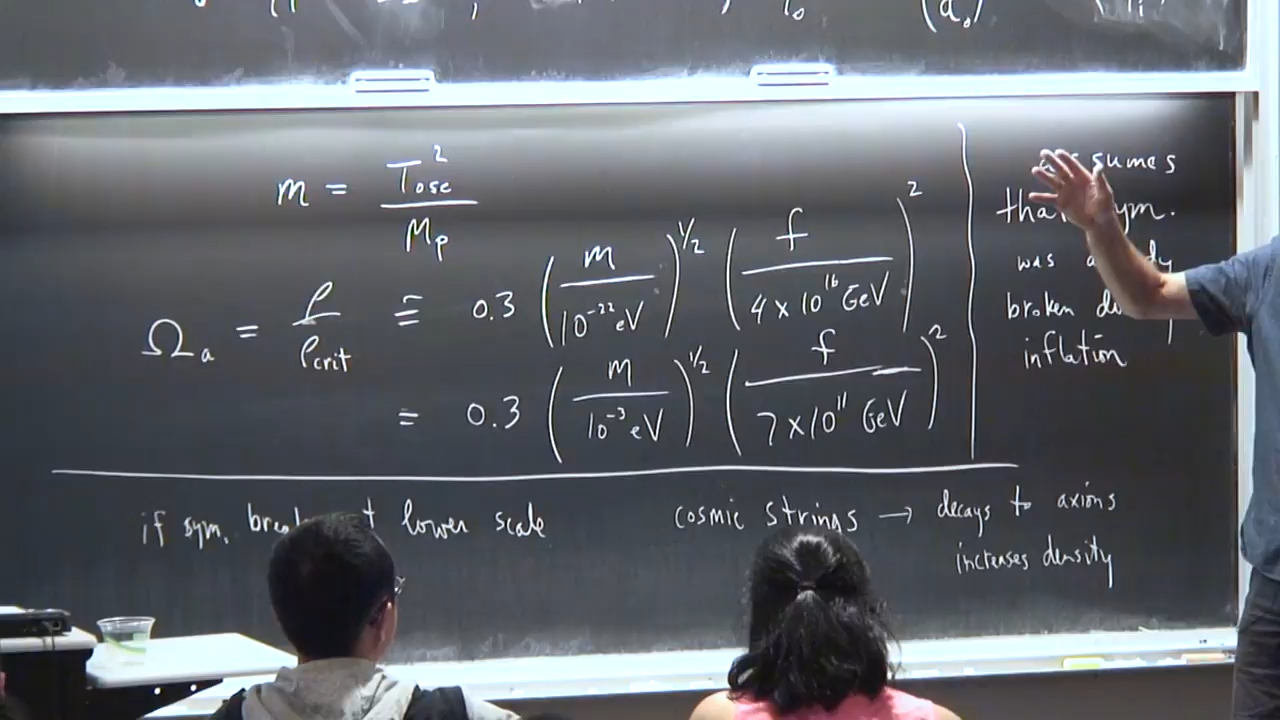 m = T_osc^2 / M_p
Ω_a = ρ / ρ_crit ≡ 0.3 (m / 10^-22 eV)^1/2 (f / 4 × 10^16 GeV)^2
= 0.3 (m / 10^-3 eV)^1/2 (f / 7 × 10^11 GeV)^2
assumes
sym.
was
broken
inflation
if sym. lower scale
cosmic strings → decays to axions
increases density